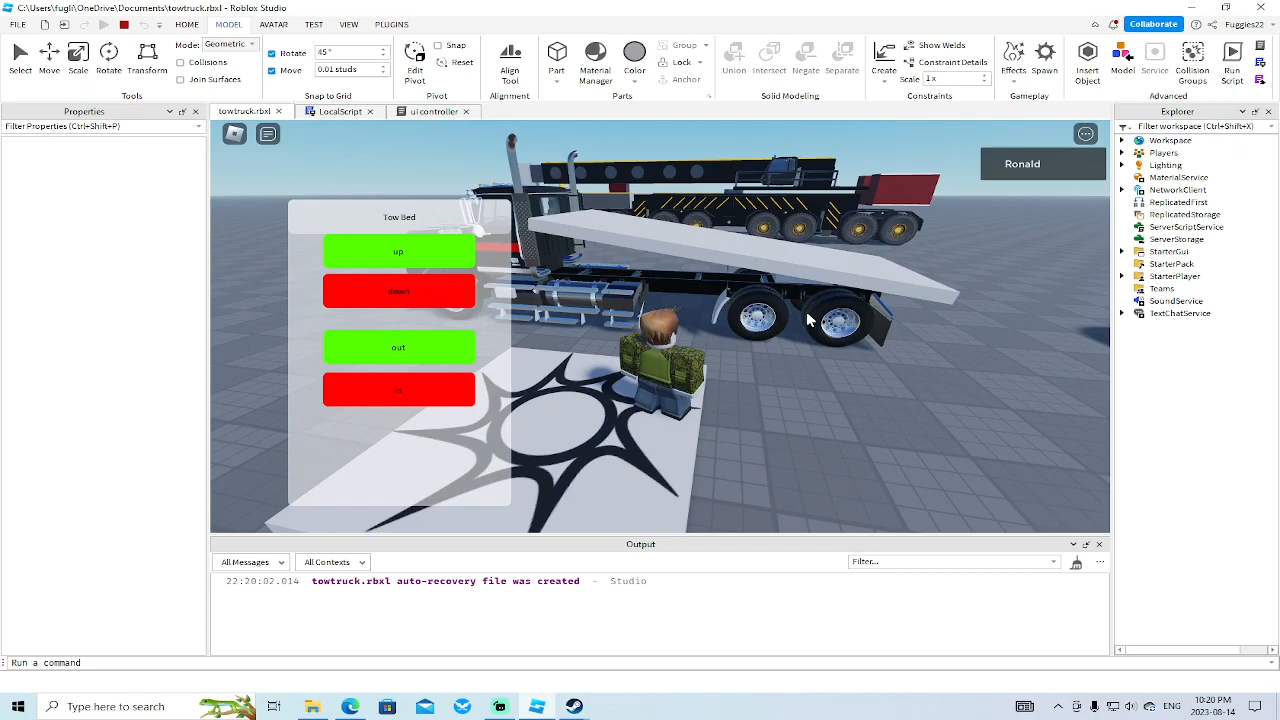 C:\Users\fugli\OneDrive\Documents\towtruck.rbxl - Roblox Studio
FILE HOME MODEL AVATAR TEST VIEW PLUGINS Collaborate Fuggies22
Select Move Scale Rotate Transform
Mode: Geometric
Collisions
Join Surfaces
Tools
Rotate 45°
Move 0.01 studs
Snap to Grid
Edit Pivot
Snap
Reset
Pivot
Align Tool
Alignment
Part Material Manager Color
Group
Lock
Anchor
Parts
Union Intersect Negate Separate
Solid Modeling
Create
Show Welds
Constraint Details
Scale 1 x
Constraints
Effects Spawn
Gameplay
Insert Object Model Service Collision Groups Run Script
Advanced
Properties
Filter Properties (Ctrl+Shift+P)
towtruck.rbxl LocalScript ui controller
Explorer
Filter workspace (Ctrl+Shift+X)
Workspace
Players
Lighting
MaterialService
NetworkClient
ReplicatedFirst
ReplicatedStorage
ServerScriptService
ServerStorage
StarterGui
StarterPack
StarterPlayer
Teams
SoundService
TextChatService
Ronald
Tow Bed
up
down
out
in
Output
All Messages All Contexts Filter...
22:20:02.014 towtruck.rbxl auto-recovery file was created - Studio
Run a command
Type here to search
ENG
10:20 PM
2023-08-14